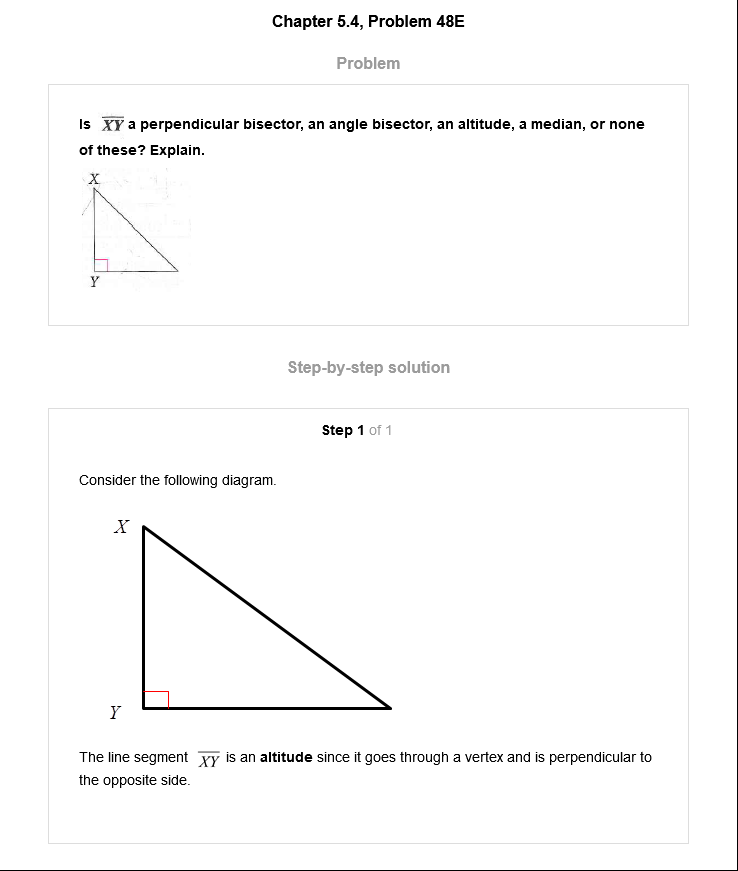 Chapter 5.4, Problem 48E
Problem
Is XY a perpendicular bisector, an angle bisector, an altitude, a median, or none
of these? Explain.
X
Y
Step-by-step solution
Step 1 of 1
Consider the following diagram.
X
Y
The line segment XY is an altitude since it goes through a vertex and is perpendicular to
the opposite side.